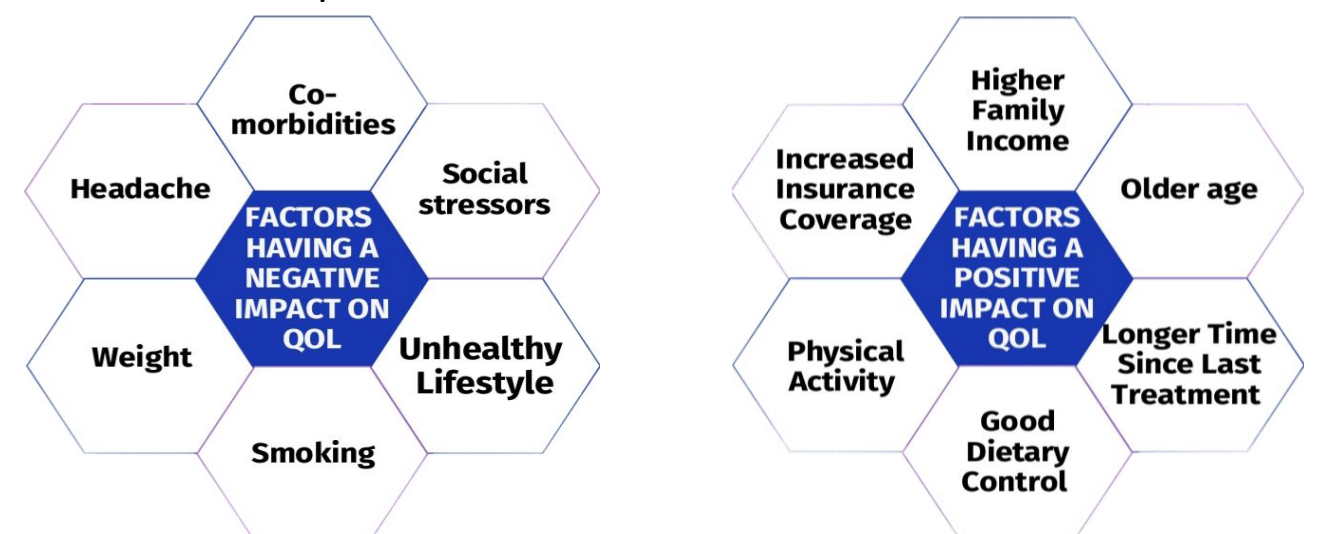 Co-
morbidities
Headache
Social
stressors
FACTORS
HAVING A
NEGATIVE
IMPACT ON
QOL
Weight
Unhealthy
Lifestyle
Smoking
Higher
Family
Income
Increased
Insurance
Coverage
Older age
FACTORS
HAVING A
POSITIVE
IMPACT ON
QOL
Physical
Activity
Longer Time
Since Last
Treatment
Good
Dietary
Control